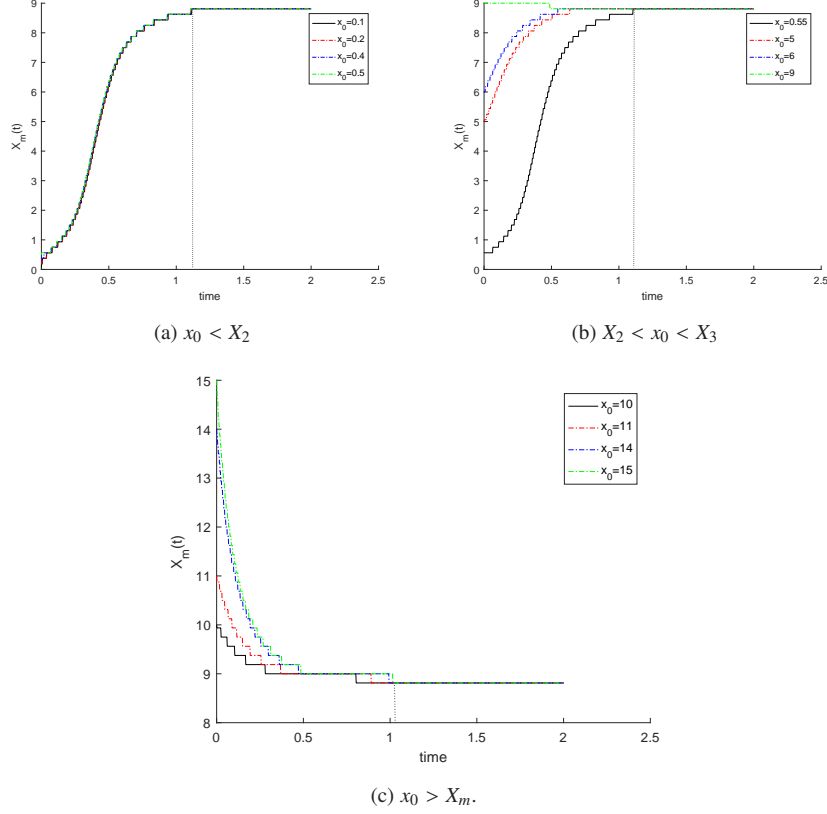 9
8
7
6
5
4
3
2
1
0
X_m(t)
0 0.5 1 1.5 2 2.5
time
x_0=0.1
x_0=0.2
x_0=0.4
x_0=0.5
(a) x_0 < X_2
9
8
7
6
5
4
3
2
1
0
X_m(t)
0 0.5 1 1.5 2 2.5
time
x_0=0.55
x_0=5
x_0=6
x_0=9
(b) X_2 < x_0 < X_3
15
14
13
12
11
10
9
8
X_m(t)
0 0.5 1 1.5 2 2.5
time
x_0=10
x_0=11
x_0=14
x_0=15
(c) x_0 > X_m.